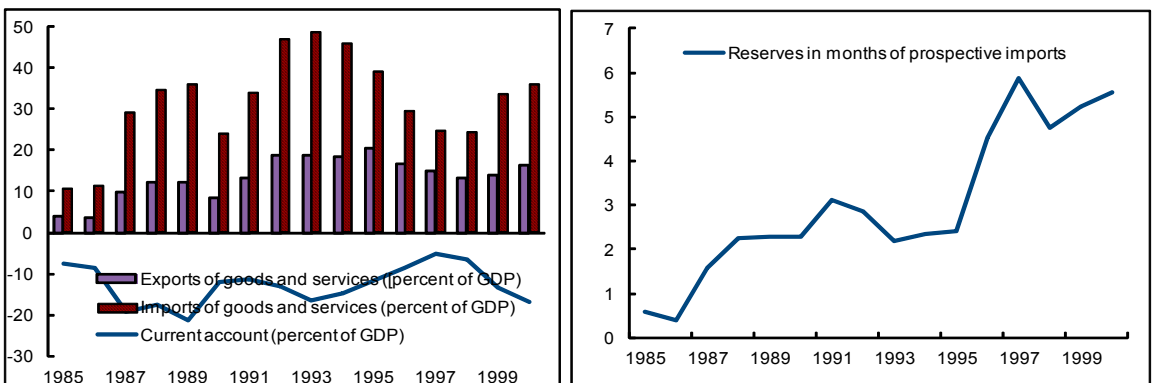 50
40
30
20
10
0
-10
-20
-30
Exports of goods and services ([percent of GDP)
Imports of goods and services (percent of GDP)
Current account (percent of GDP)
1985 1987 1989 1991 1993 1995 1997 1999
7
6
5
4
3
2
1
0
Reserves in months of prospective imports
1985 1987 1989 1991 1993 1995 1997 1999